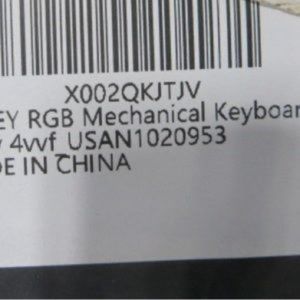 X002QKJTJV
EY RGB Mechanical Keyboar
4vvf USAN1020953
DE IN CHINA